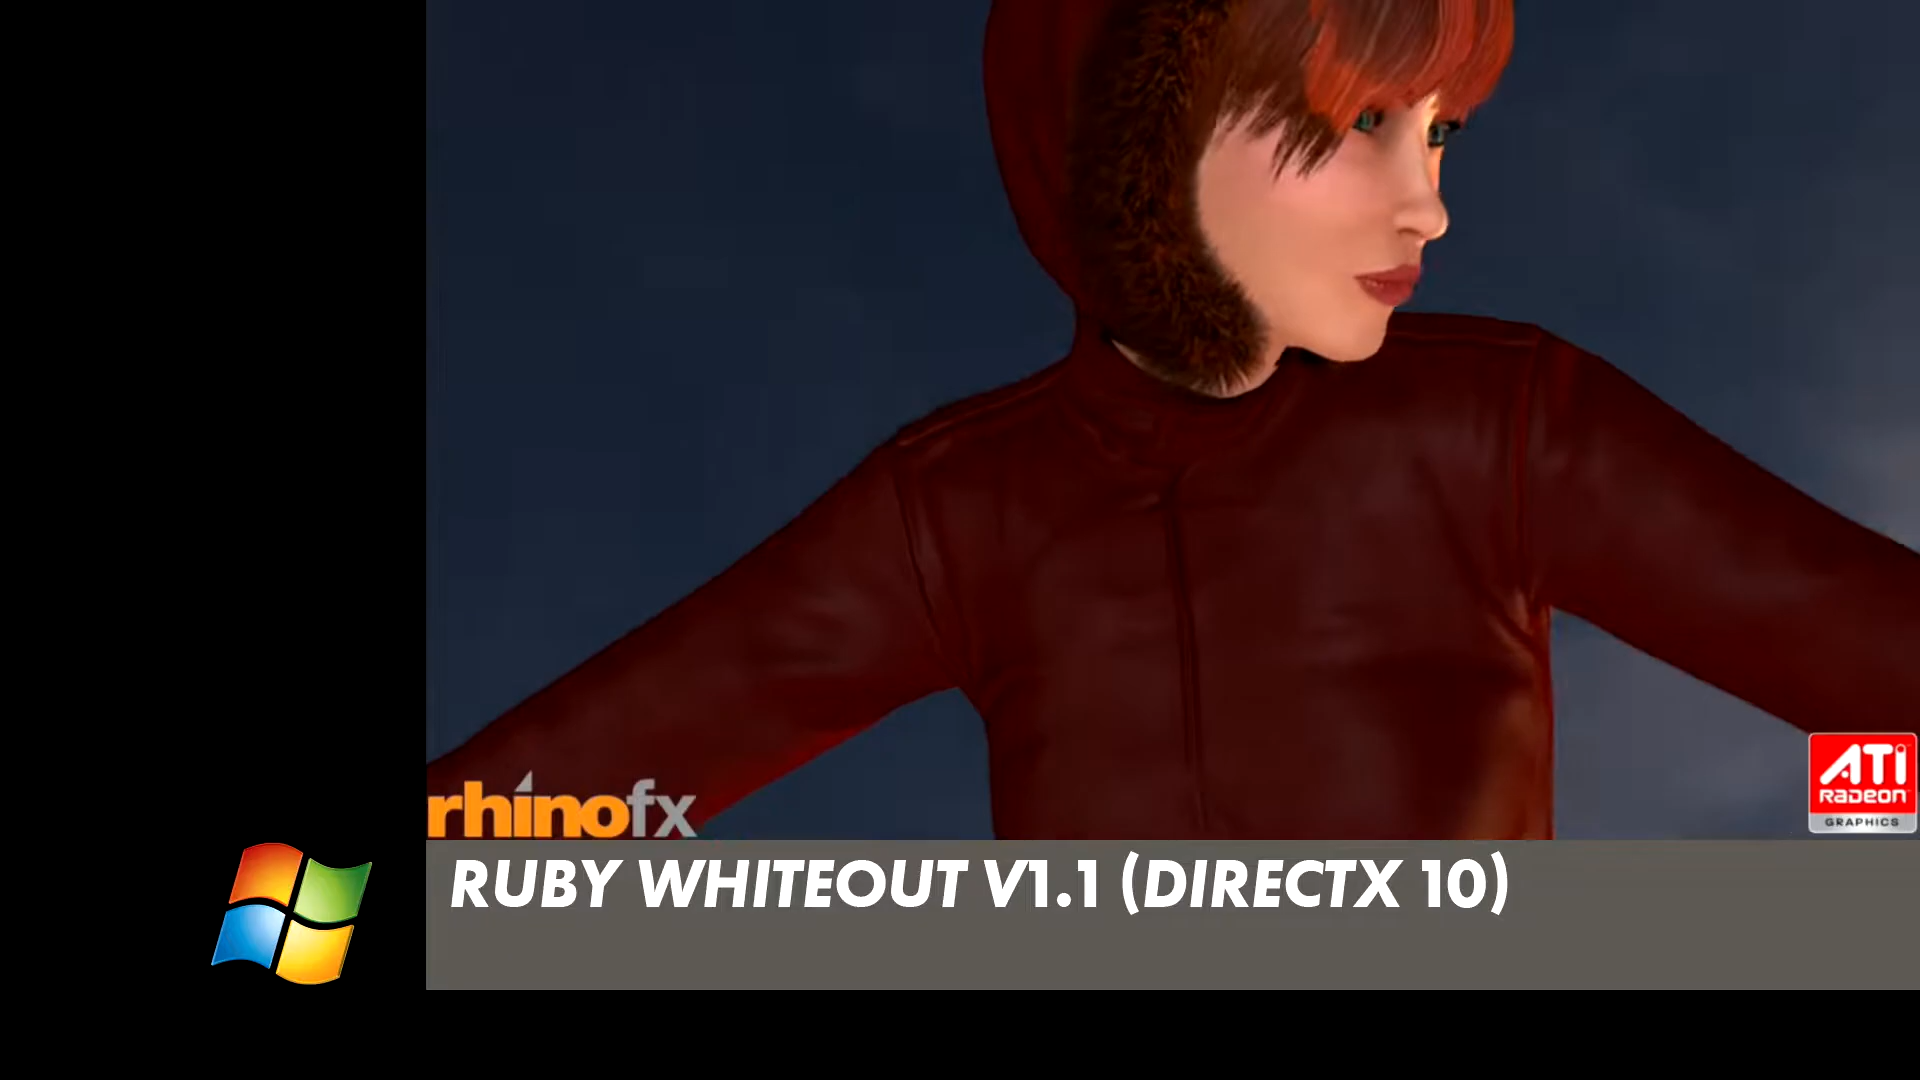 rhinofx
ATI
RADEON
GRAPHICS
RUBY WHITEOUT V1.1 (DIRECTX 10)